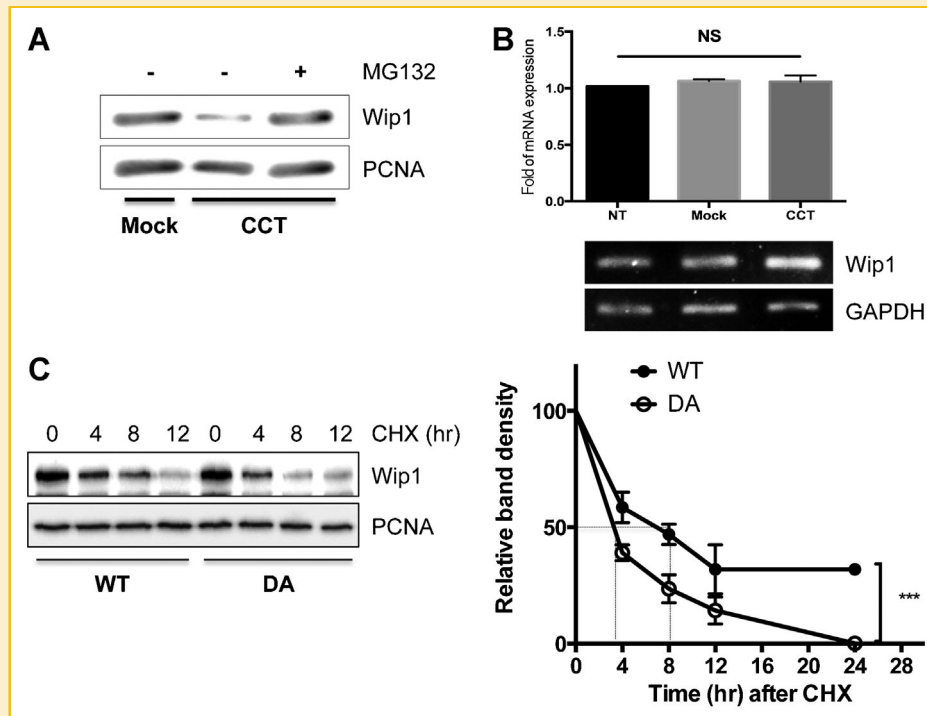 A
- - + MG132
Wip1
PCNA
Mock CCT
B
NS
Fold of mRNA expression
1.5
1.0
0.5
0.0
NT Mock CCT
Wip1
GAPDH
C
0 4 8 12 0 4 8 12 CHX (hr)
Wip1
PCNA
WT DA
WT
DA
Relative band density
100
50
0
0 4 8 12 16 20 24 28
Time (hr) after CHX
***